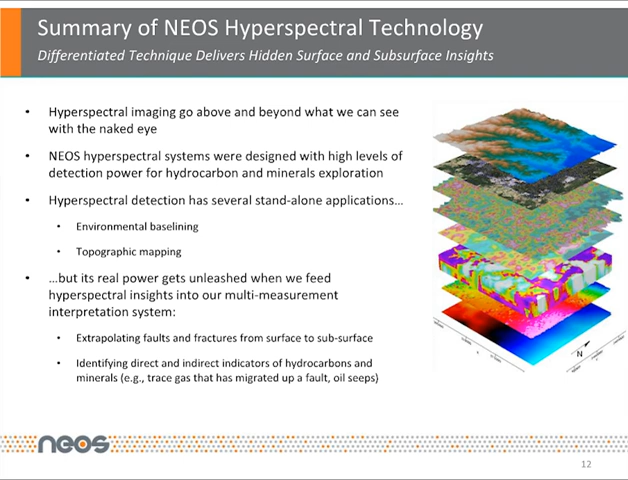 Summary of NEOS Hyperspectral Technology
Differentiated Technique Delivers Hidden Surface and Subsurface Insights
• Hyperspectral imaging go above and beyond what we can see
with the naked eye
• NEOS hyperspectral systems were designed with high levels of
detection power for hydrocarbon and minerals exploration
• Hyperspectral detection has several stand-alone applications…
• Environmental baselining
• Topographic mapping
• …but its real power gets unleashed when we feed
hyperspectral insights into our multi-measurement
interpretation system:
• Extrapolating faults and fractures from surface to sub-surface
• Identifying direct and indirect indicators of hydrocarbons and
minerals (e.g., trace gas that has migrated up a fault, oil seeps)
N
neos
12